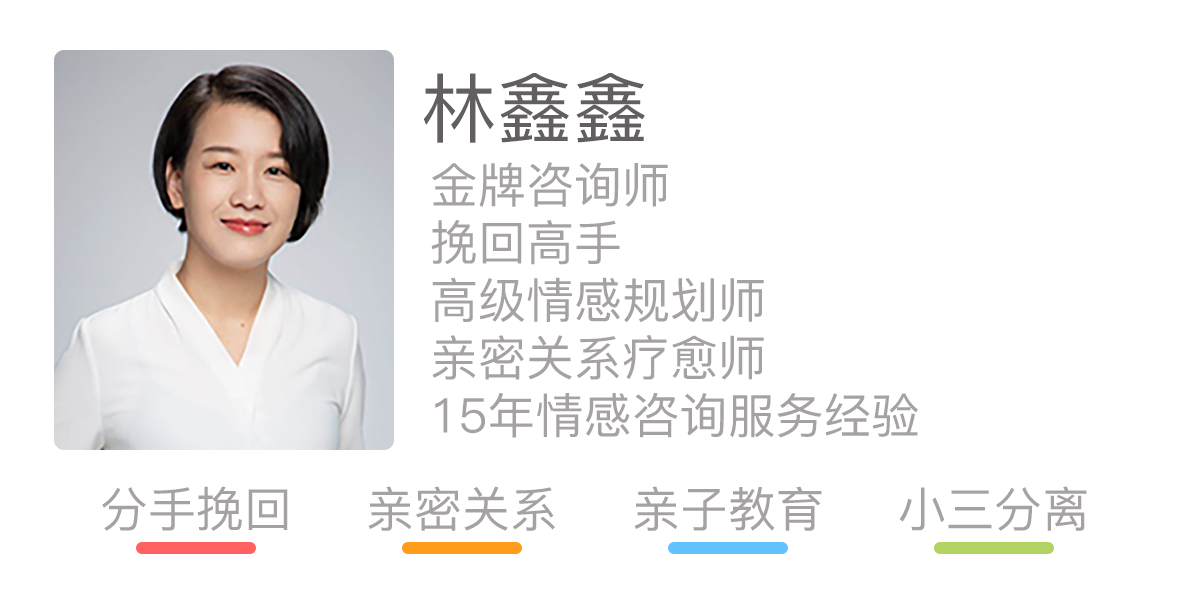 林鑫鑫
金牌咨询师
挽回高手
高级情感规划师
亲密关系疗愈师
15年情感咨询服务经验
分手挽回 亲密关系 亲子教育 小三分离